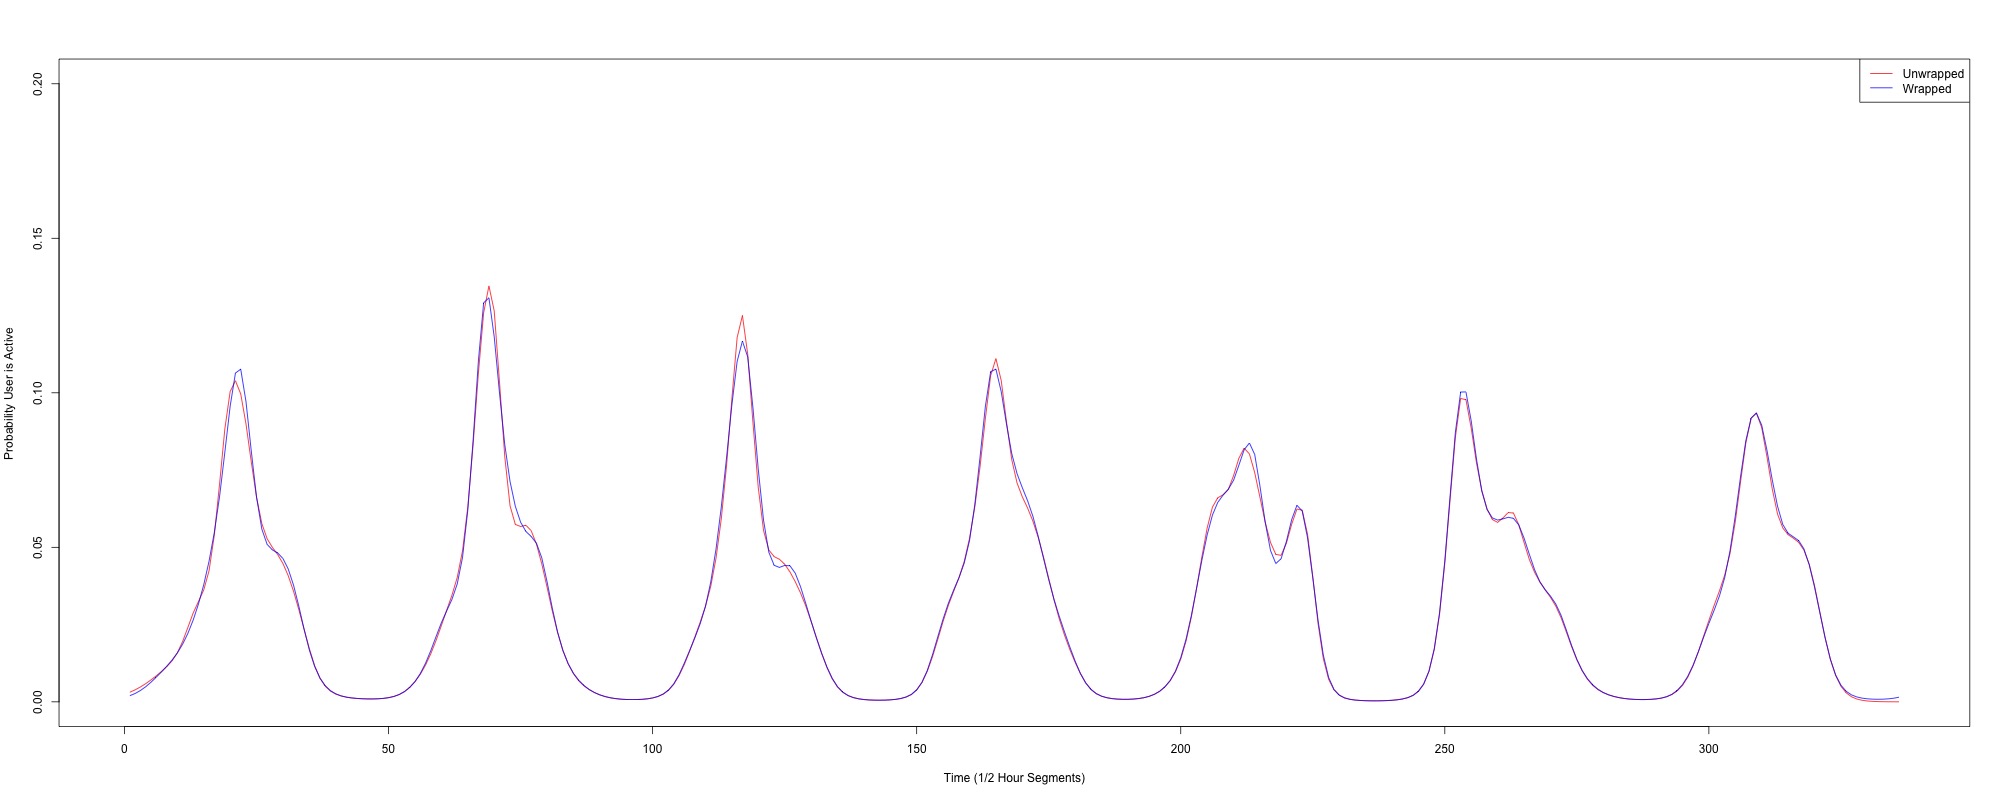 Unwrapped
Wrapped
0.20
0.15
0.10
0.05
0.00
Probability User is Active
0 50 100 150 200 250 300
Time (1/2 Hour Segments)